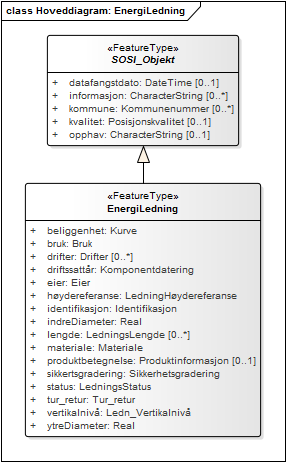 class Hoveddiagram: EnergiLedning
«FeatureType»
SOSI_Objekt
+ datafangstdato: DateTime [0..1]
+ informasjon: CharacterString [0..*]
+ kommune: Kommunenummer [0..*]
+ kvalitet: Posisjonskvalitet [0..1]
+ opphav: CharacterString [0..1]
«FeatureType»
EnergiLedning
+ beliggenhet: Kurve
+ bruk: Bruk
+ drifter: Drifter [0..*]
+ driftssattår: Komponentdatering
+ eier: Eier
+ høydereferanse: LedningHøydereferanse
+ identifikasjon: Identifikasjon
+ indreDiameter: Real
+ lengde: LedningsLengde [0..*]
+ materiale: Materiale
+ produktbetegnelse: Produktinformasjon [0..1]
+ sikkertsgradering: Sikkerhetsgradering
+ status: LedningsStatus
+ tur_retur: Tur_retur
+ vertikalnivå: Ledn_Vertikalnivå
+ ytreDiameter: Real